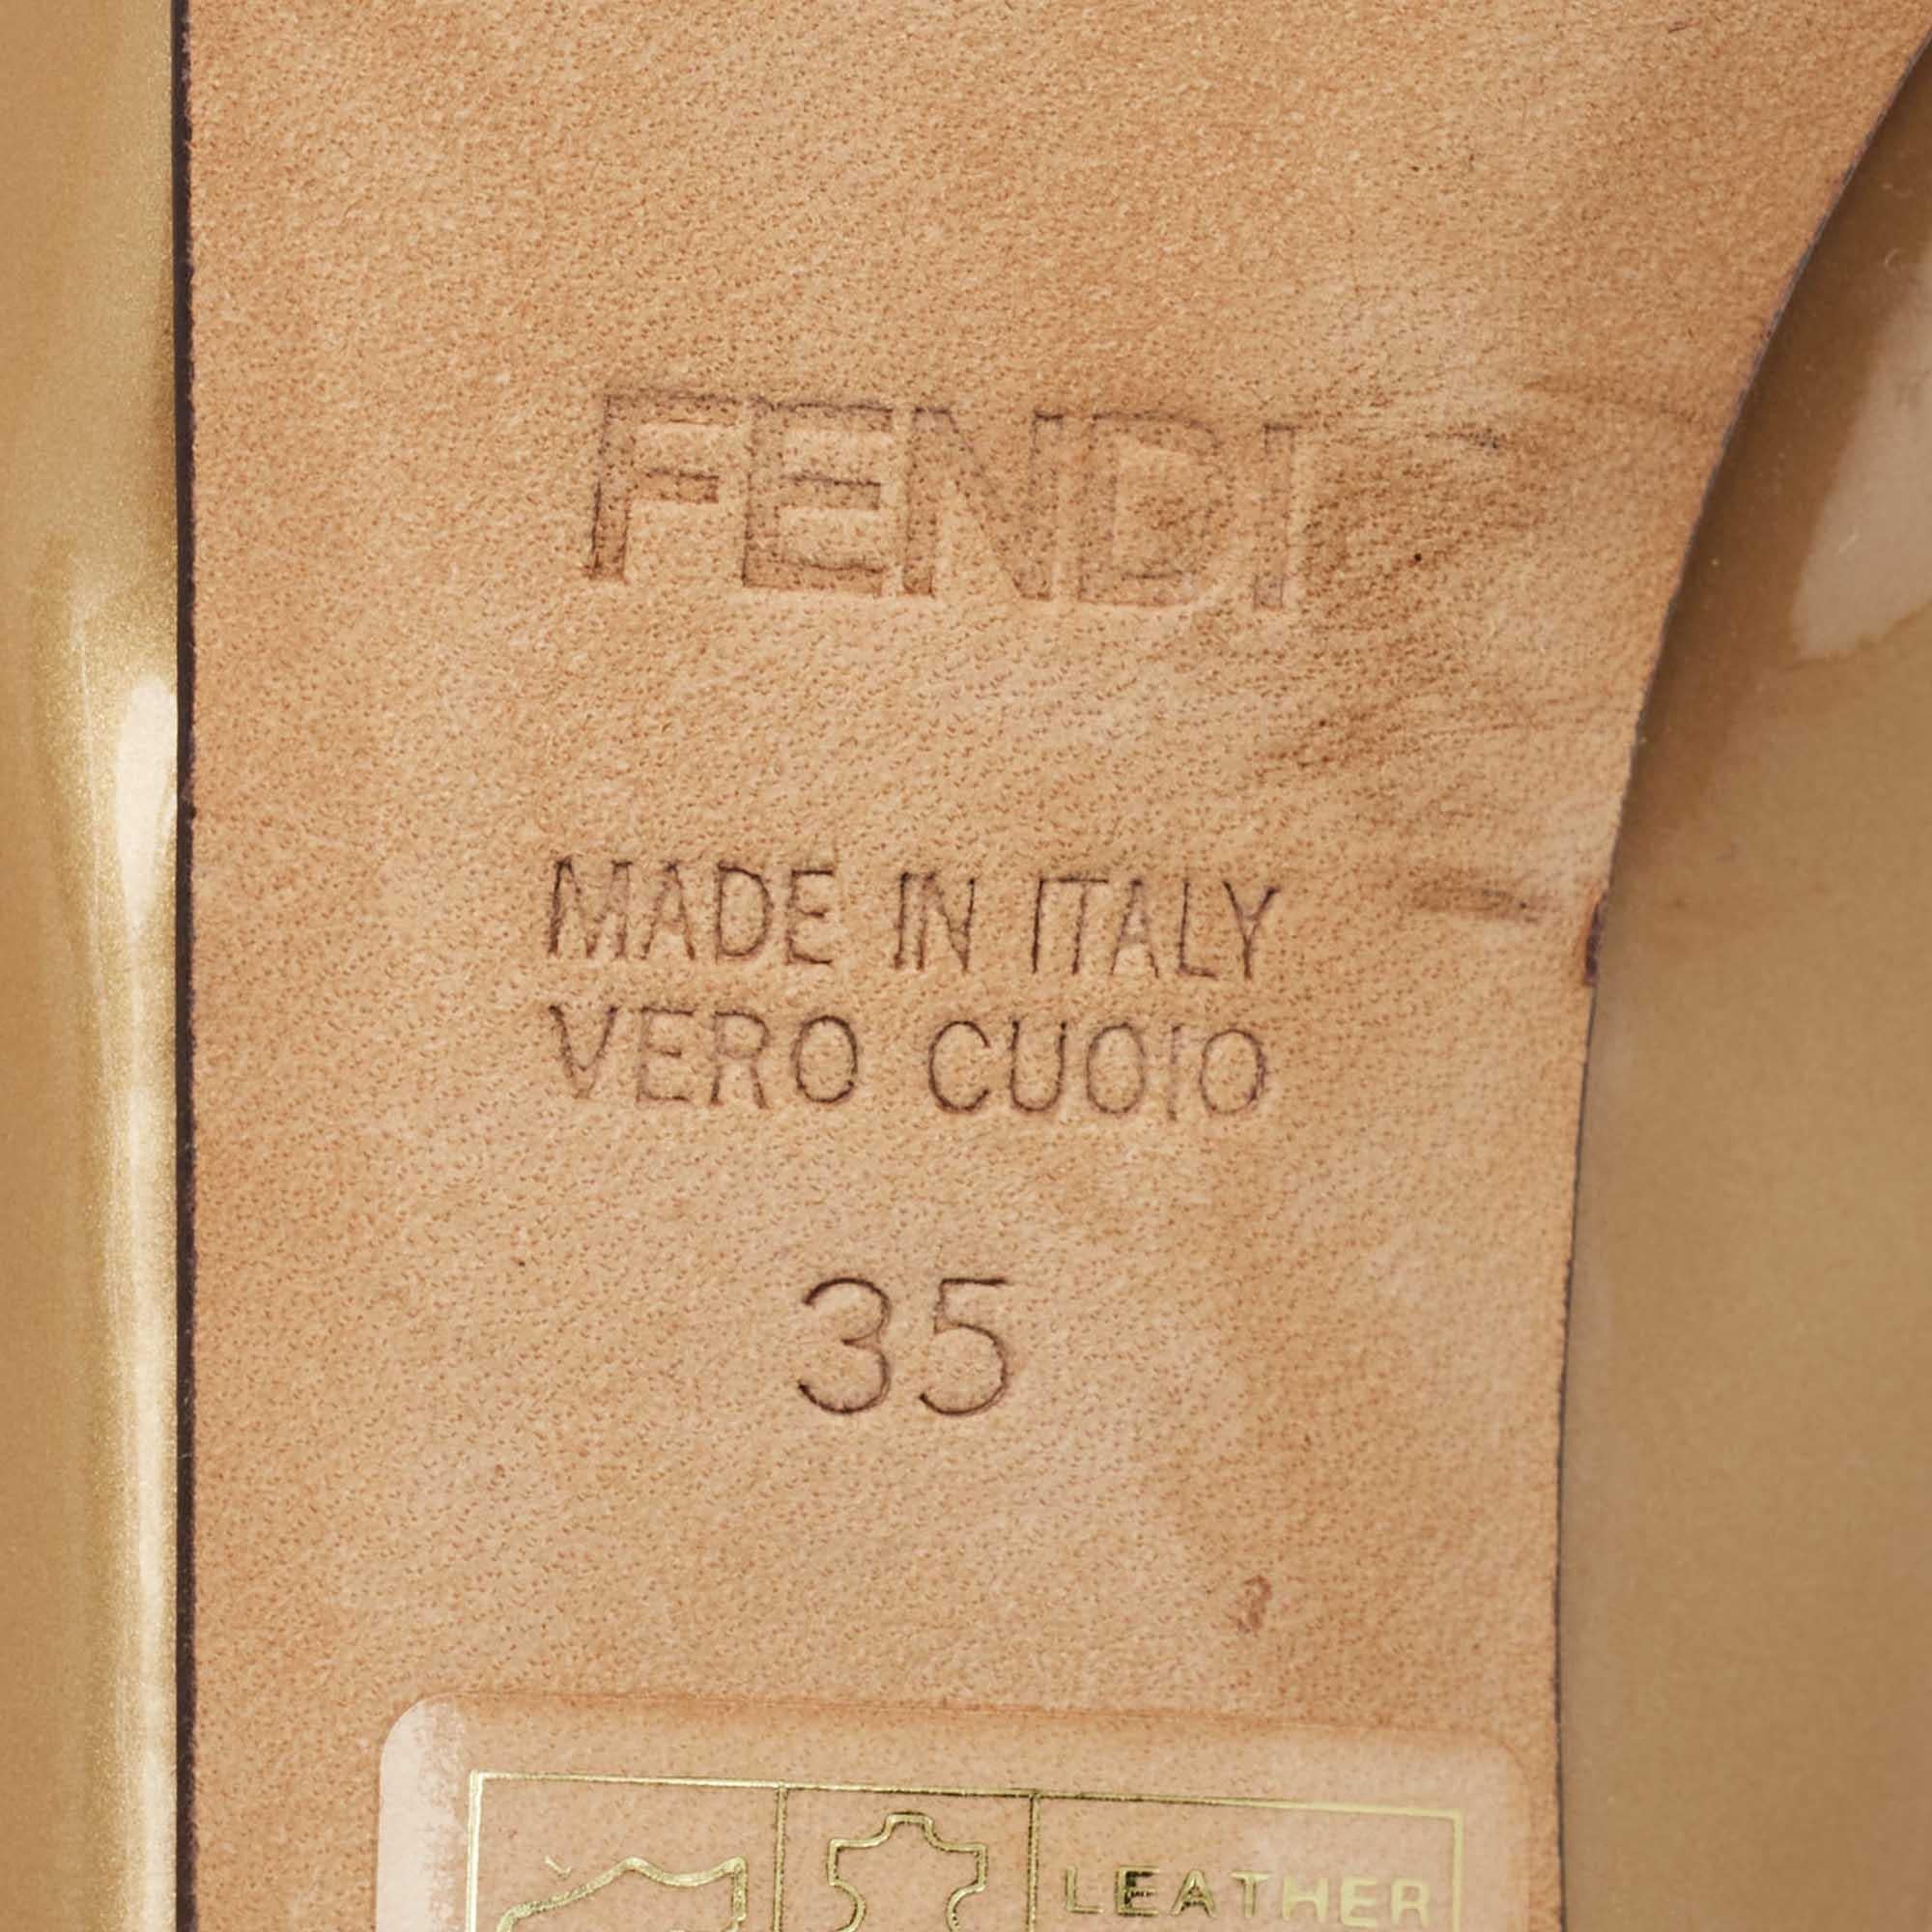 FENDI
MADE IN ITALY
VERO CUOIO
35
LEATHER